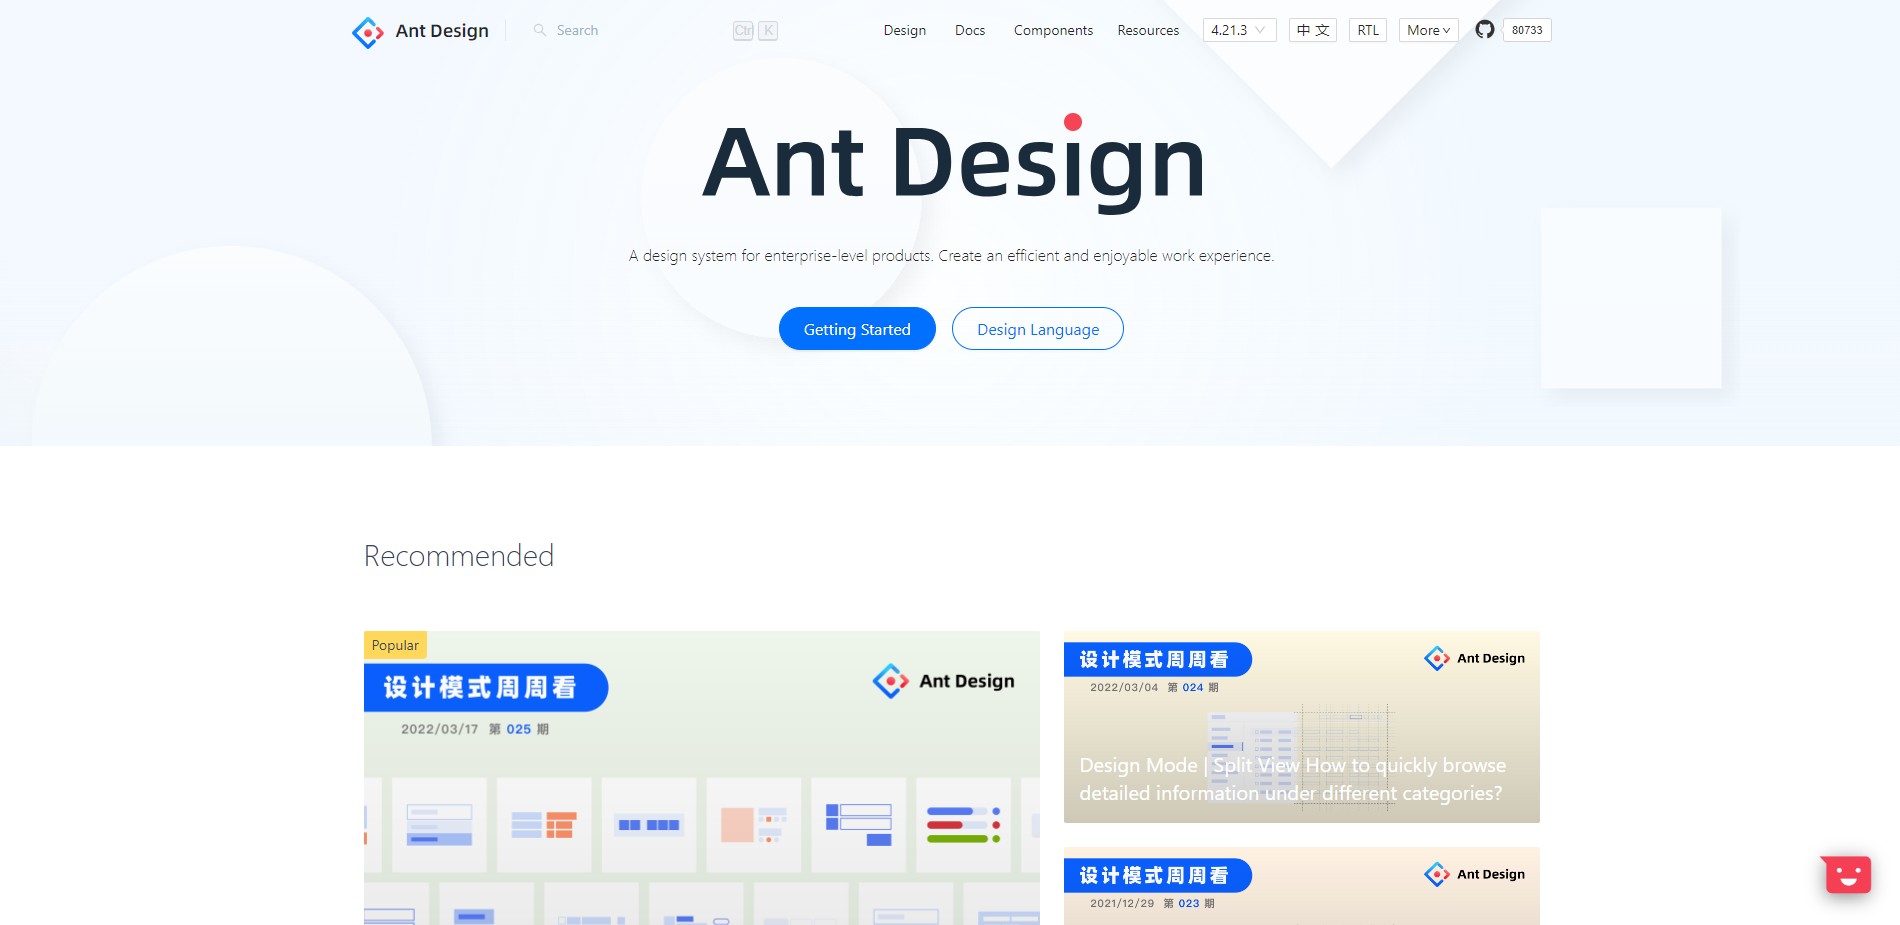 Ant Design
Search
Ctrl K
Design Docs Components Resources 4.21.3 中 文 RTL More 80733
Ant Design
A design system for enterprise-level products. Create an efficient and enjoyable work experience.
Getting Started
Design Language
Recommended
Popular
设计模式周周看
Ant Design
2022/03/17 第 025 期
设计模式周周看
Ant Design
2022/03/04 第 024 期
Design Mode | Split View How to quickly browse
detailed information under different categories?
设计模式周周看
Ant Design
2021/12/29 第 023 期